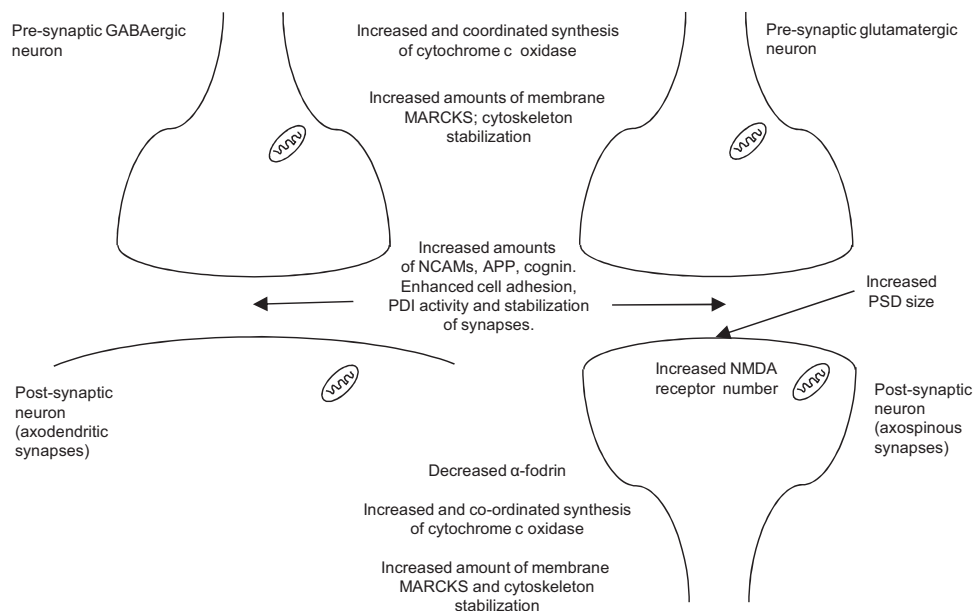 Pre-synaptic GABAergic
neuron
Increased and coordinated synthesis
of cytochrome c oxidase
Pre-synaptic glutamatergic
neuron
Increased amounts of membrane
MARCKS; cytoskeleton
stabilization
Increased amounts
of NCAMs, APP, cognin.
Enhanced cell adhesion,
PDI activity and stabilization
of synapses.
Increased
PSD size
Post-synaptic
neuron
(axodendritic
synapses)
Increased NMDA
receptor number
Post-synaptic
neuron
(axospinous
synapses)
Decreased α-fodrin
Increased and co-ordinated synthesis
of cytochrome c oxidase
Increased amount of membrane
MARCKS and cytoskeleton
stabilization